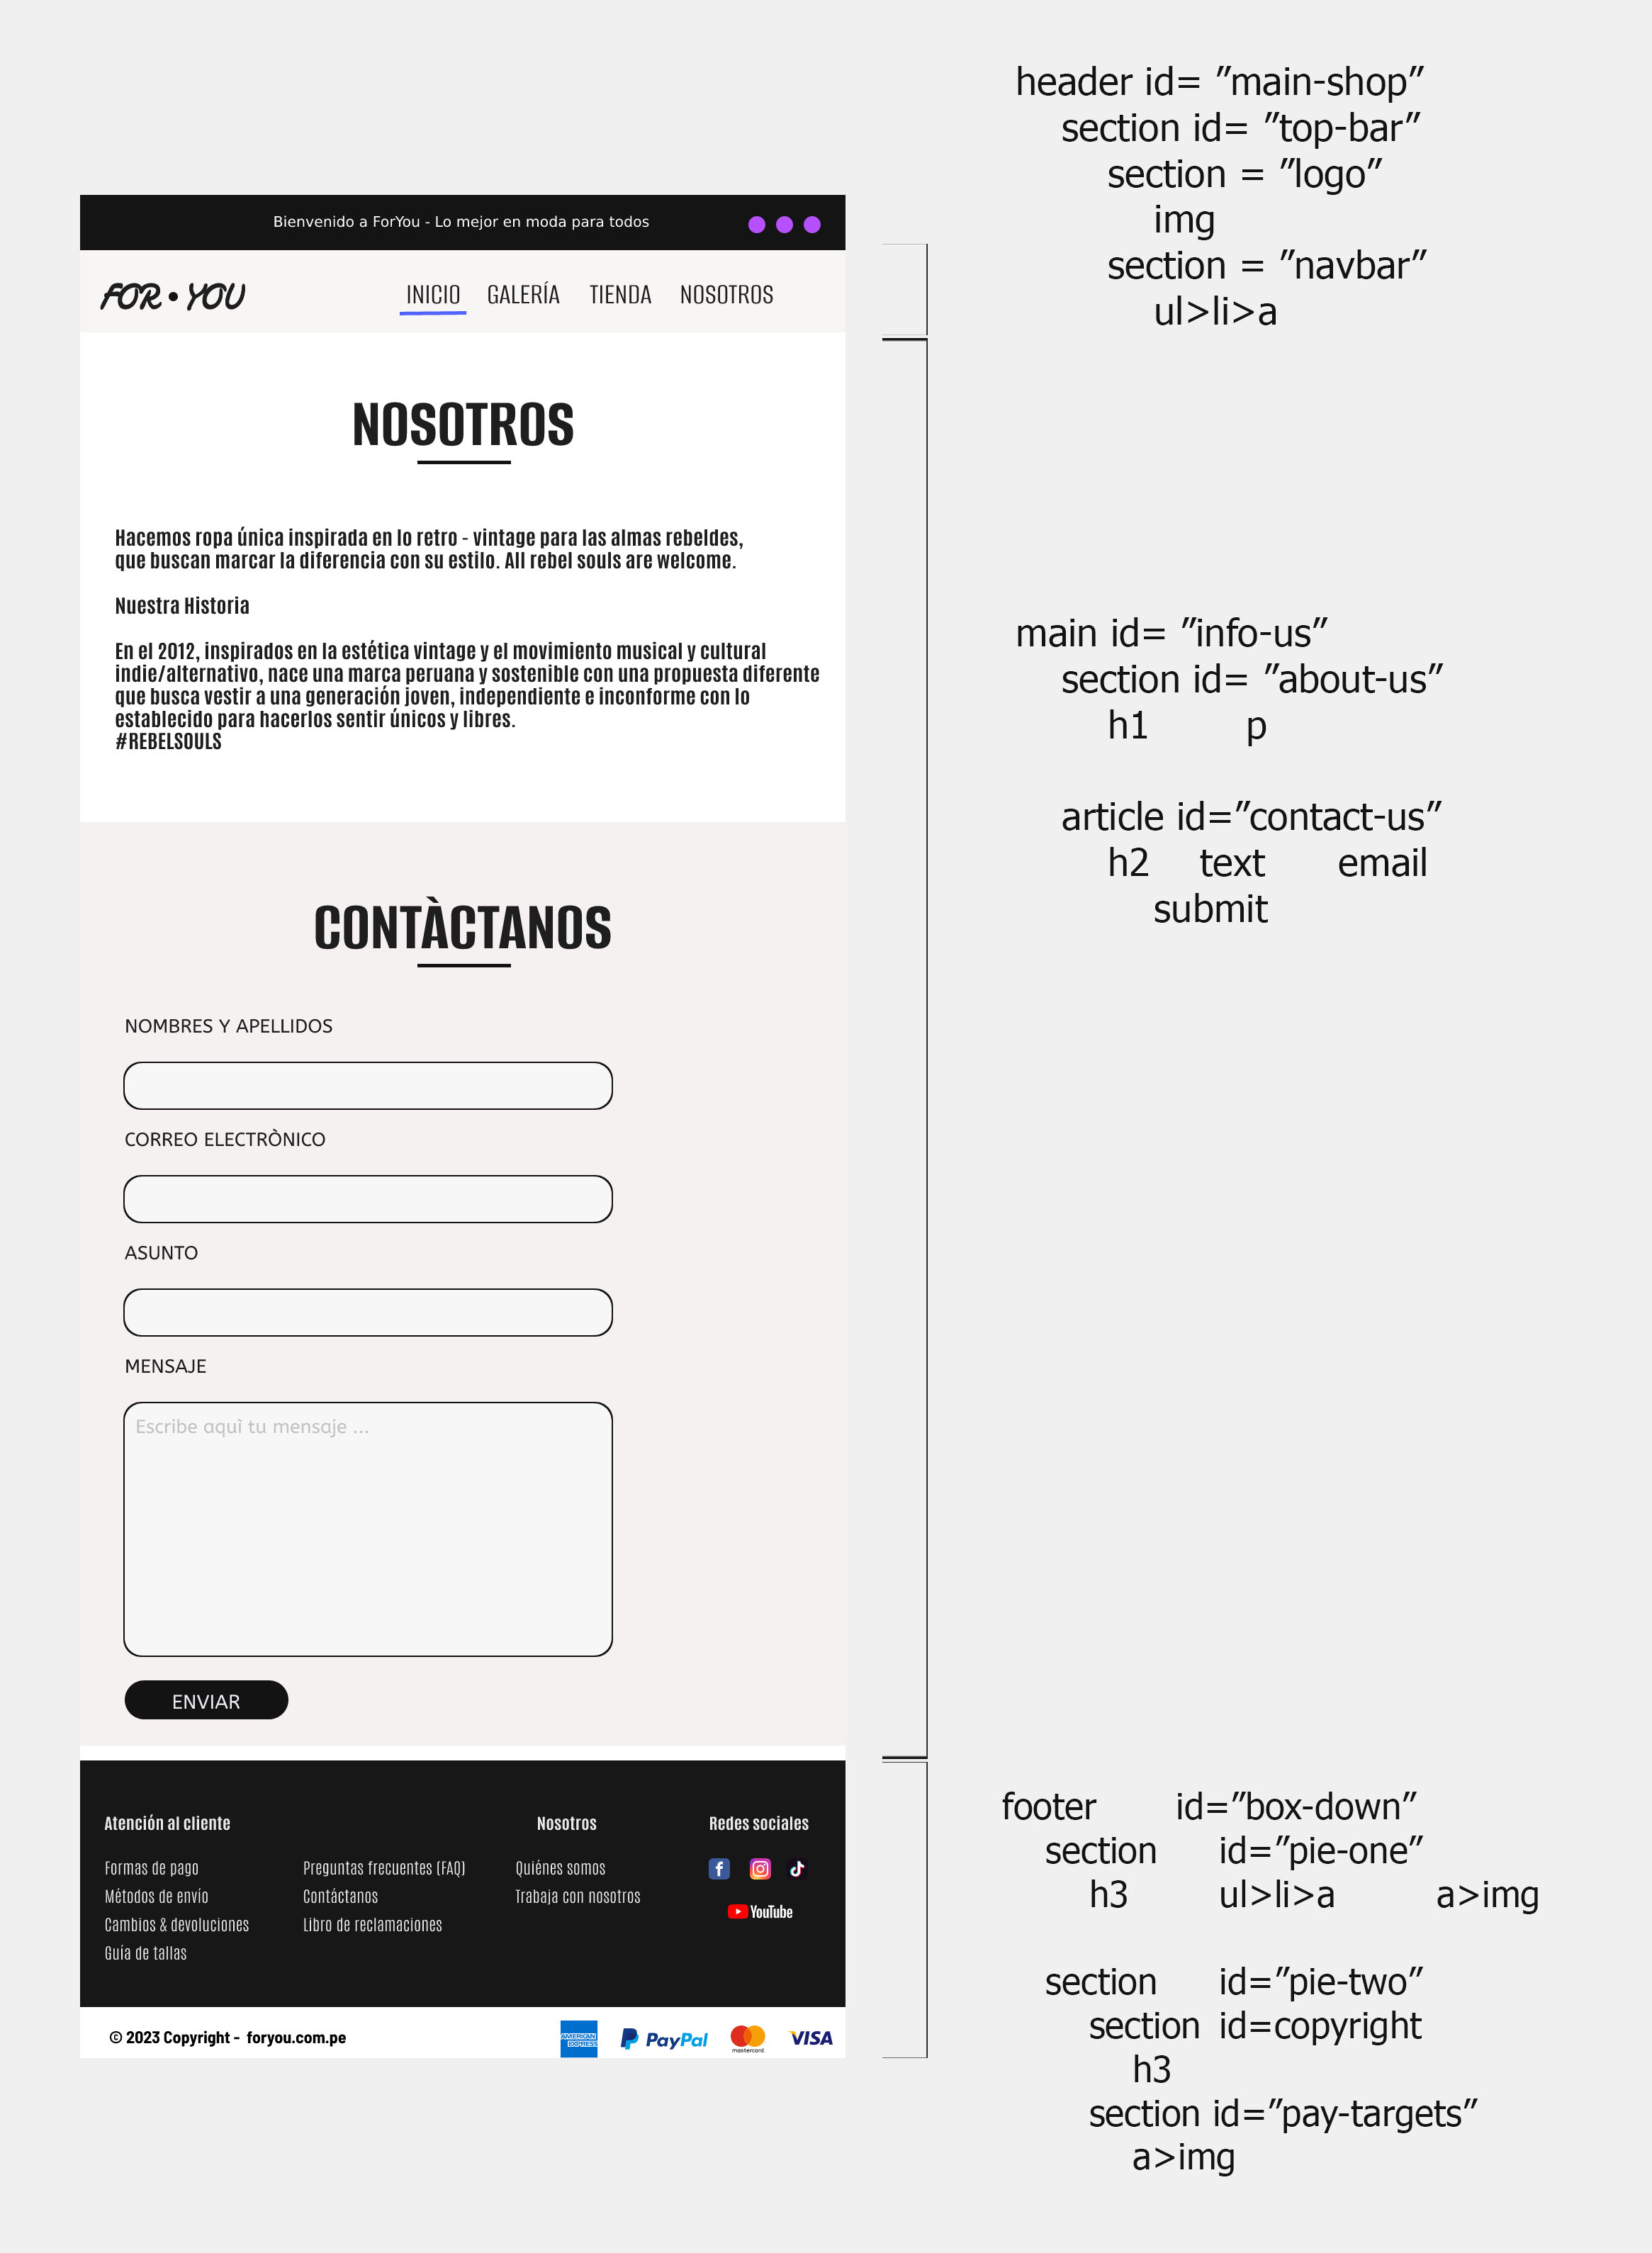 header id= ”main-shop”
section id= ”top-bar”
section = ”logo”
img
section = ”navbar”
ul>li>a
Bienvenido a ForYou - Lo mejor en moda para todos
FOR • YOU
INICIO GALERÍA TIENDA NOSOTROS
NOSOTROS
Hacemos ropa única inspirada en lo retro - vintage para las almas rebeldes,
que buscan marcar la diferencia con su estilo. All rebel souls are welcome.
Nuestra Historia
En el 2012, inspirados en la estética vintage y el movimiento musical y cultural
indie/alternativo, nace una marca peruana y sostenible con una propuesta diferente
que busca vestir a una generación joven, independiente e inconforme con lo
establecido para hacerlos sentir únicos y libres.
#REBELSOULS
main id= ”info-us”
section id= ”about-us”
h1 p
article id=”contact-us”
h2 text email
submit
CONTÀCTANOS
NOMBRES Y APELLIDOS
CORREO ELECTRÒNICO
ASUNTO
MENSAJE
Escribe aquì tu mensaje ...
ENVIAR
Atención al cliente
Formas de pago
Métodos de envío
Cambios & devoluciones
Guía de tallas
Preguntas frecuentes (FAQ)
Contáctanos
Libro de reclamaciones
Nosotros
Quiénes somos
Trabaja con nosotros
Redes sociales
YouTube
© 2023 Copyright - foryou.com.pe
AMERICAN
EXPRESS
PayPal
mastercard
VISA
footer id=”box-down”
section id=”pie-one”
h3 ul>li>a a>img
section id=”pie-two”
section id=copyright
h3
section id=”pay-targets”
a>img